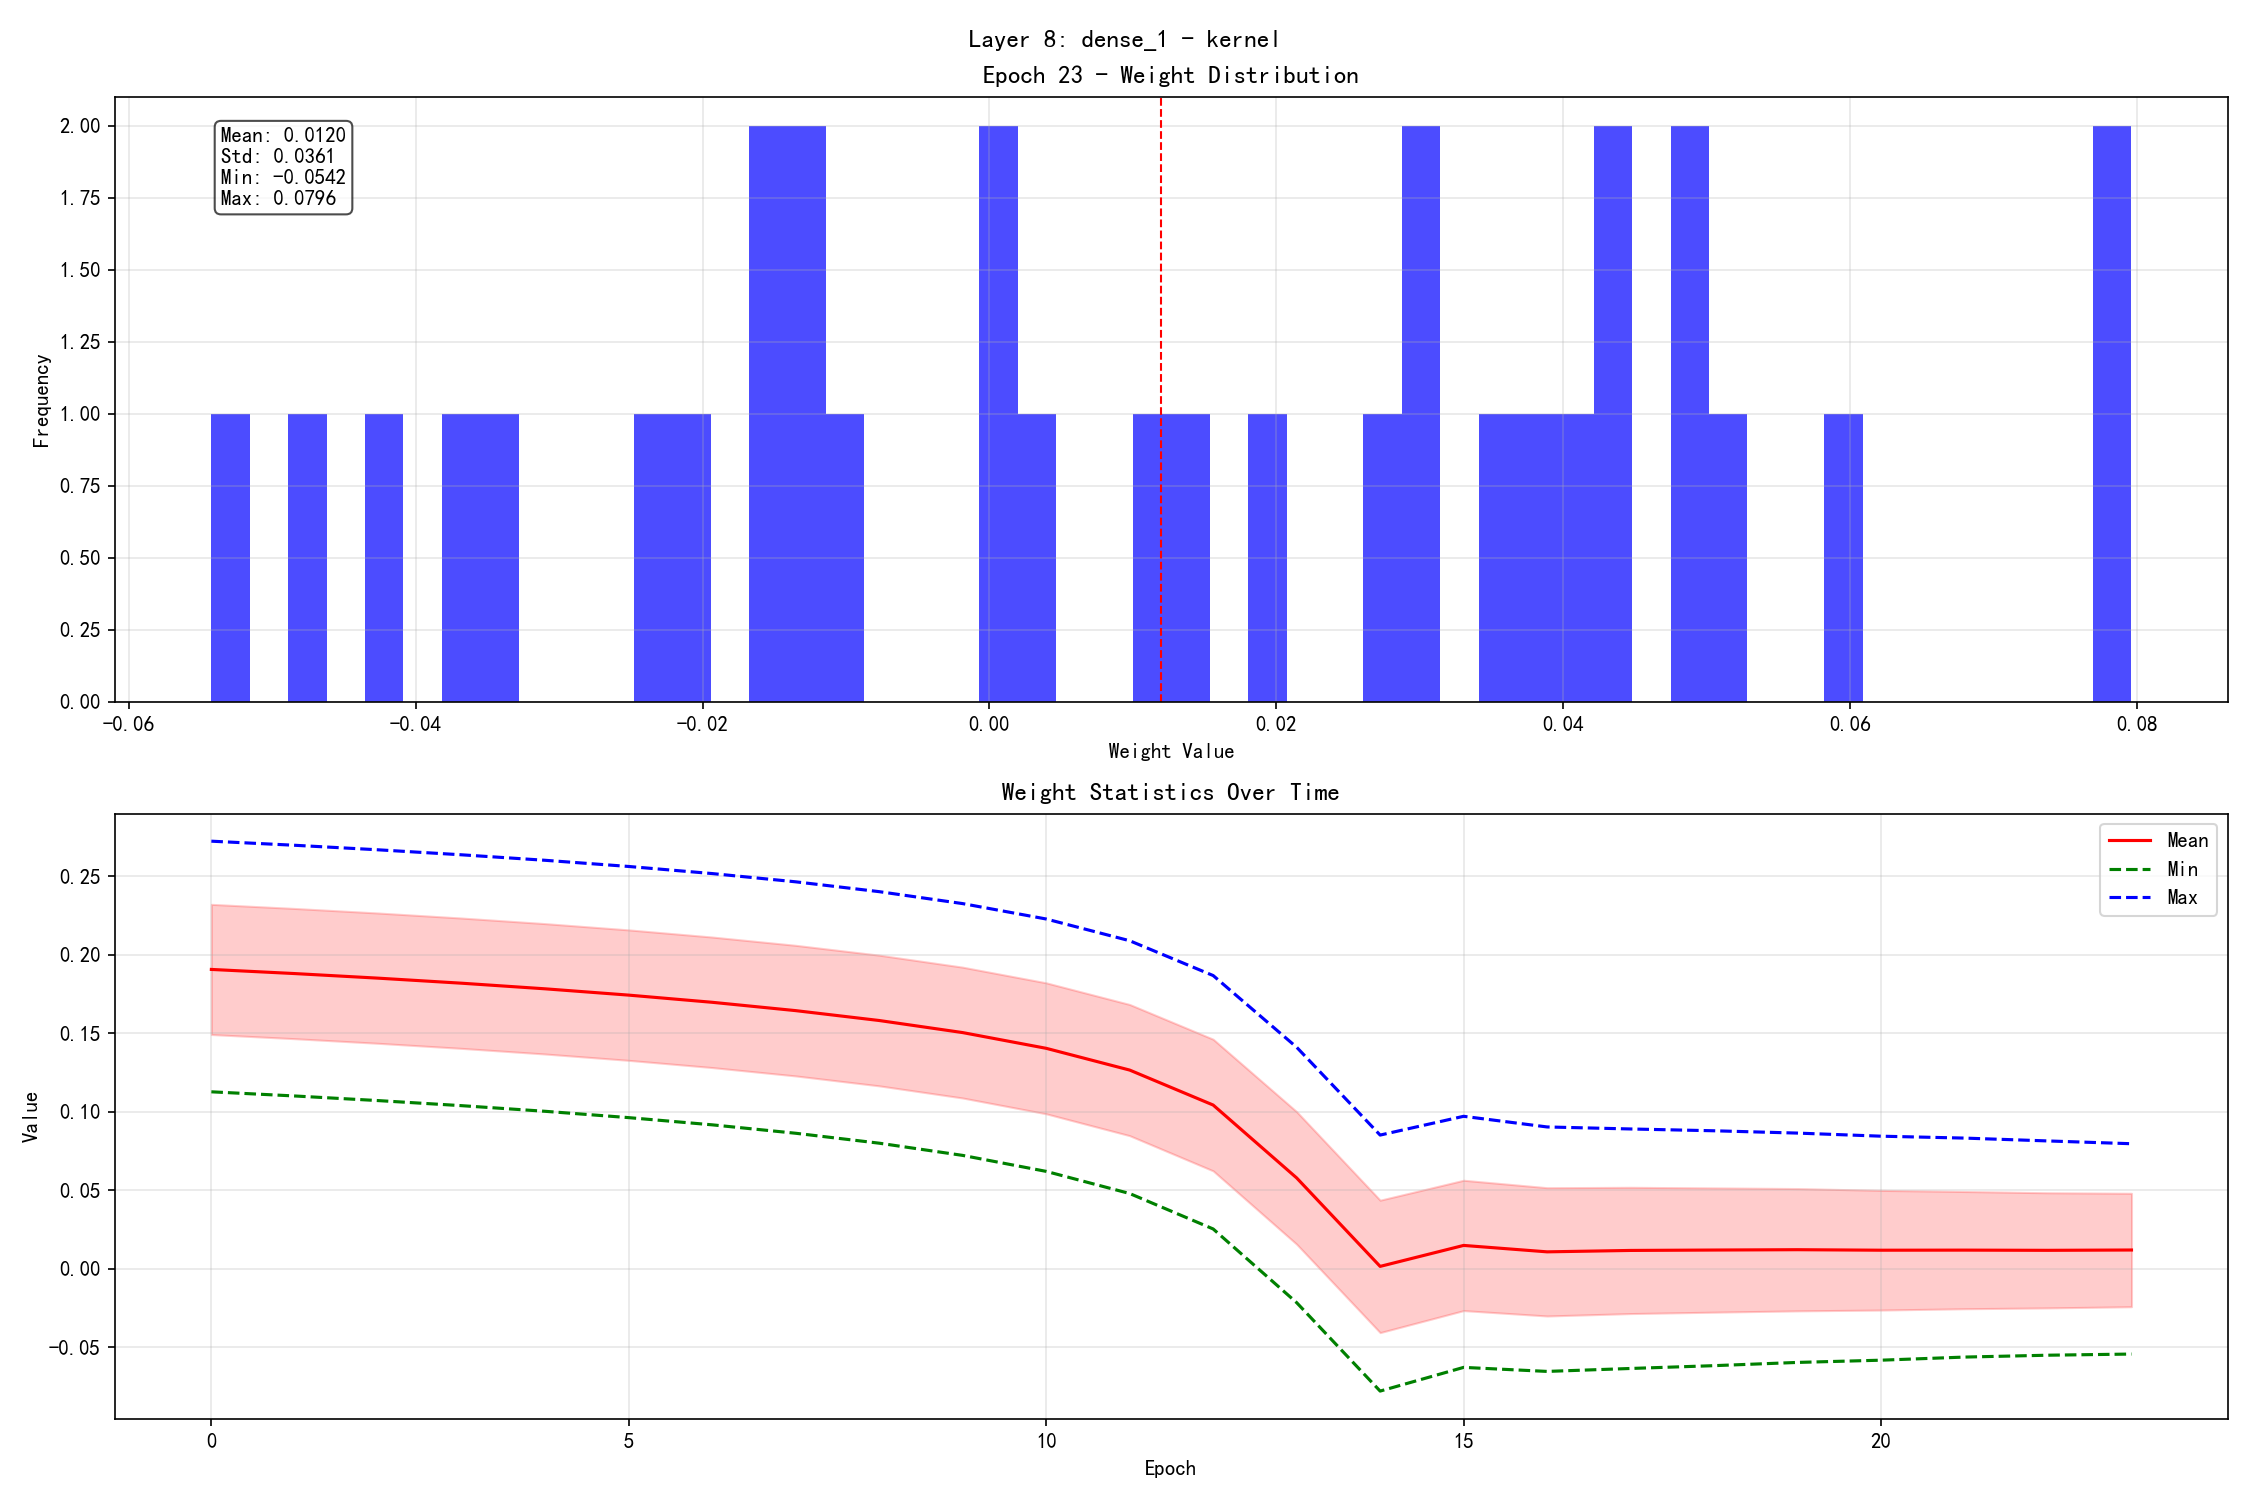 Layer 8: dense_1 - kernel
Epoch 23 - Weight Distribution
2.00
1.75
1.50
1.25
1.00
0.75
0.50
0.25
0.00
Frequency
Mean: 0.0120
Std: 0.0361
Min: -0.0542
Max: 0.0796
-0.06 -0.04 -0.02 0.00 0.02 0.04 0.06 0.08
Weight Value
Weight Statistics Over Time
0.25
0.20
0.15
0.10
0.05
0.00
-0.05
Value
Mean
Min
Max
0 5 10 15 20
Epoch